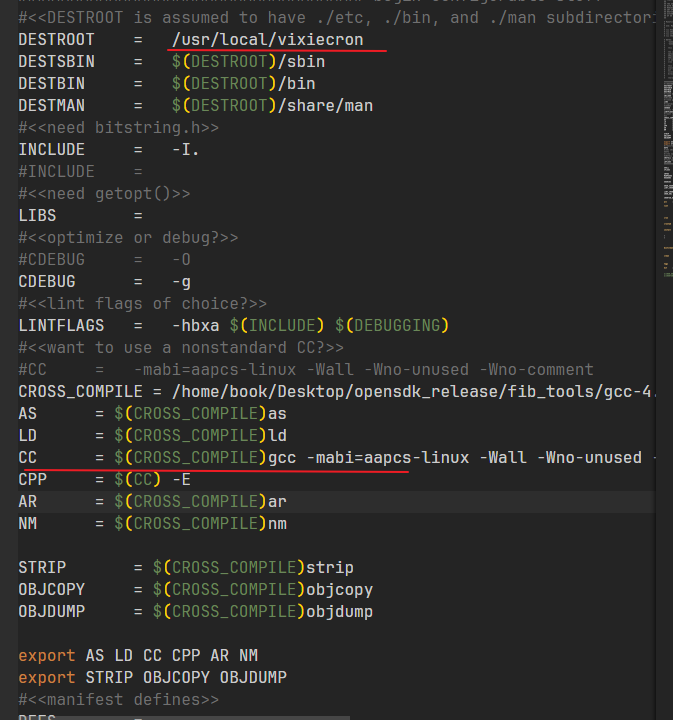 #<<DESTROOT is assumed to have ./etc, ./bin, and ./man subdirectori
DESTROOT    =   /usr/local/vixiecron
DESTSBIN    =   $(DESTROOT)/sbin
DESTBIN     =   $(DESTROOT)/bin
DESTMAN     =   $(DESTROOT)/share/man
#<<need bitstring.h>>
INCLUDE     =   -I.
#INCLUDE    =
#<<need getopt()>>
LIBS        =
#<<optimize or debug?>>
#CDEBUG     =   -O
CDEBUG      =   -g
#<<lint flags of choice?>>
LINTFLAGS   =   -hbxa $(INCLUDE) $(DEBUGGING)
#<<want to use a nonstandard CC?>>
#CC     =   -mabi=aapcs-linux -Wall -Wno-unused -Wno-comment
CROSS_COMPILE = /home/book/Desktop/opensdk_release/fib_tools/gcc-4.
AS      = $(CROSS_COMPILE)as
LD      = $(CROSS_COMPILE)ld
CC      = $(CROSS_COMPILE)gcc -mabi=aapcs-linux -Wall -Wno-unused -
CPP     = $(CC) -E
AR      = $(CROSS_COMPILE)ar
NM      = $(CROSS_COMPILE)nm
STRIP       = $(CROSS_COMPILE)strip
OBJCOPY     = $(CROSS_COMPILE)objcopy
OBJDUMP     = $(CROSS_COMPILE)objdump
export AS LD CC CPP AR NM
export STRIP OBJCOPY OBJDUMP
#<<manifest defines>>